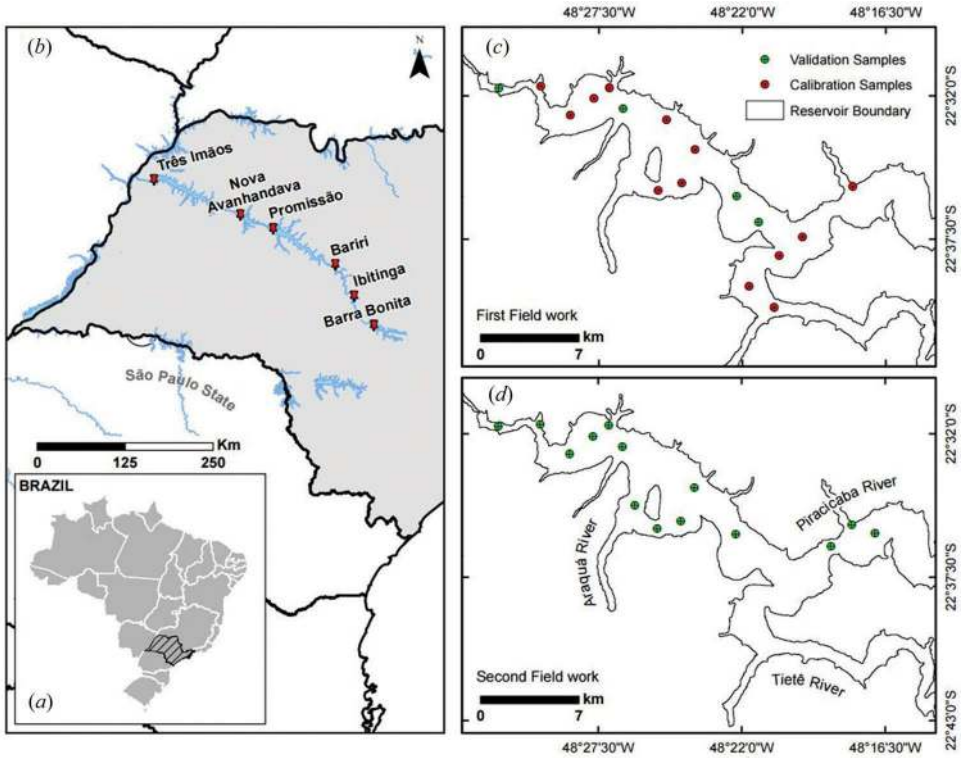 (b)
N
Três Imãos
Nova
Avanhandava
Promissão
Bariri
Ibitinga
Barra Bonita
São Paulo State
Km
0 125 250
BRAZIL
(a)
48°27'30"W 48°22'0"W 48°16'30"W
(c)
Validation Samples
Calibration Samples
Reservoir Boundary
22°32'0"S
22°37'30"S
First Field work
km
0 7
(d)
Piracicaba River
Araquá River
Tietê River
22°32'0"S
22°37'30"S
22°43'0"S
Second Field work
km
0 7
48°27'30"W 48°22'0"W 48°16'30"W